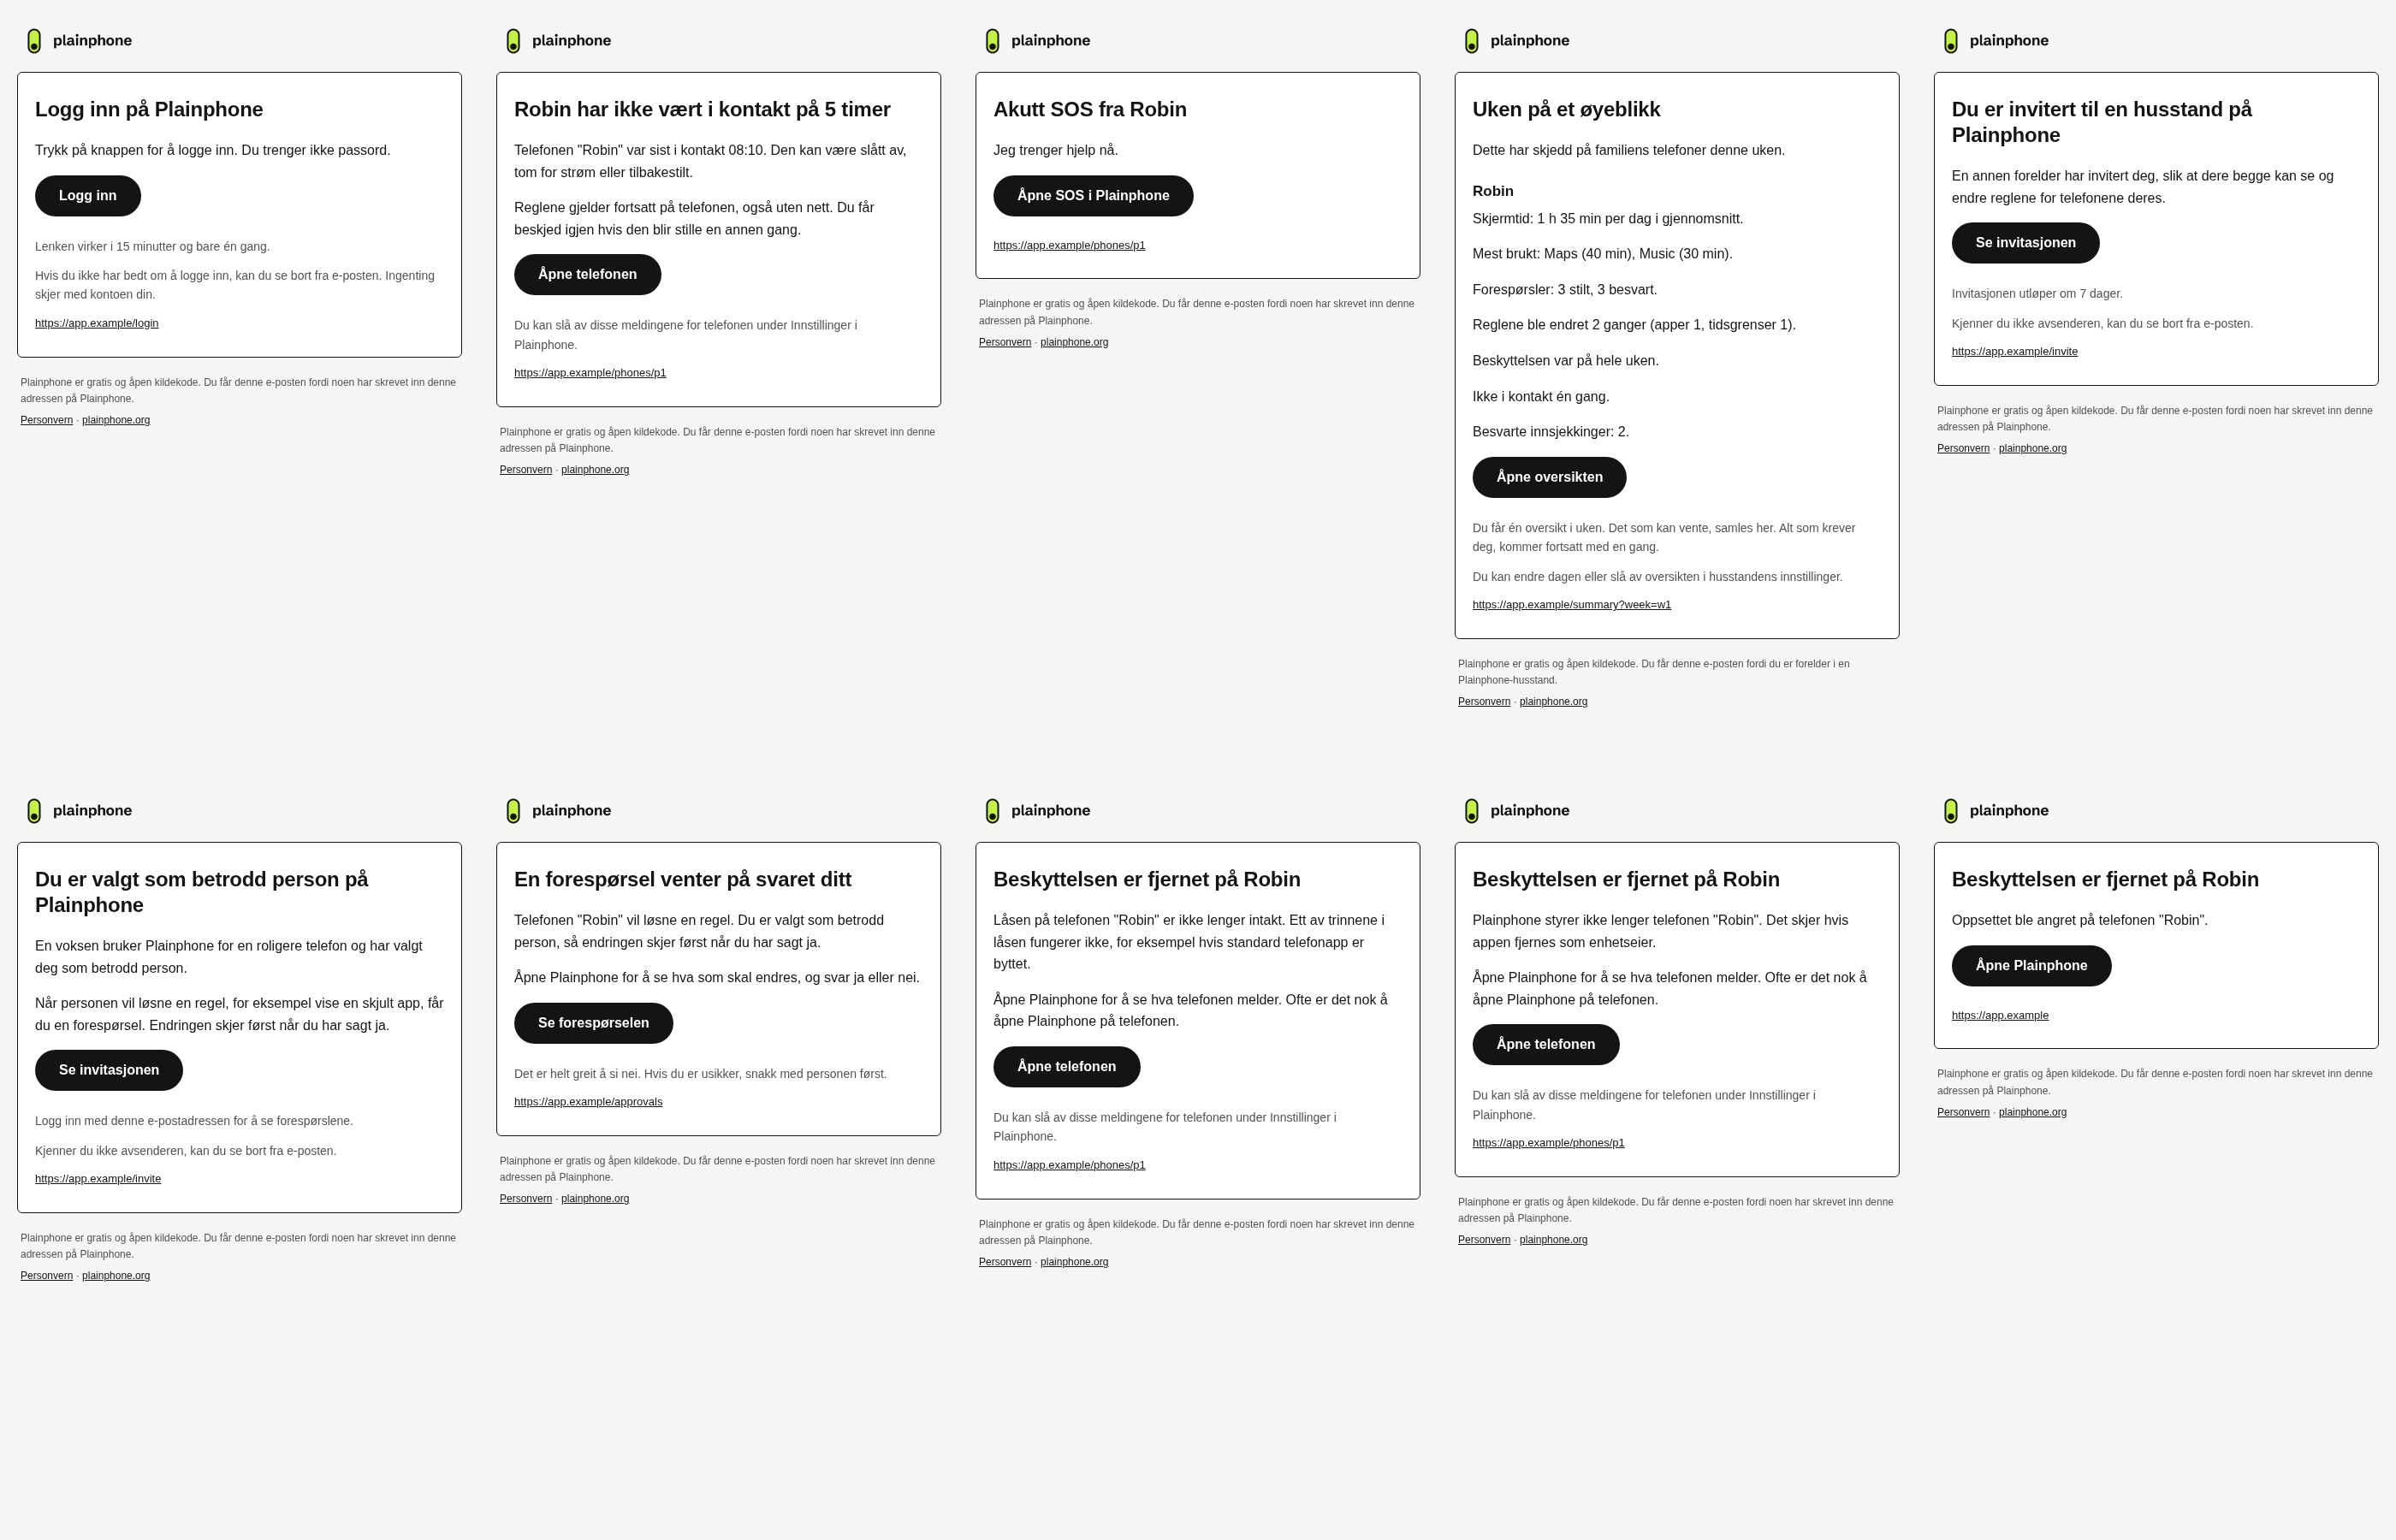 plainphone
Logg inn på Plainphone
Trykk på knappen for å logge inn. Du trenger ikke passord.
Logg inn
Lenken virker i 15 minutter og bare én gang.
Hvis du ikke har bedt om å logge inn, kan du se bort fra e-posten. Ingenting
skjer med kontoen din.
https://app.example/login
Plainphone er gratis og åpen kildekode. Du får denne e-posten fordi noen har skrevet inn denne
adressen på Plainphone.
Personvern · plainphone.org
plainphone
Robin har ikke vært i kontakt på 5 timer
Telefonen "Robin" var sist i kontakt 08:10. Den kan være slått av,
tom for strøm eller tilbakestilt.
Reglene gjelder fortsatt på telefonen, også uten nett. Du får
beskjed igjen hvis den blir stille en annen gang.
Åpne telefonen
Du kan slå av disse meldingene for telefonen under Innstillinger i
Plainphone.
https://app.example/phones/p1
Plainphone er gratis og åpen kildekode. Du får denne e-posten fordi noen har skrevet inn denne
adressen på Plainphone.
Personvern · plainphone.org
plainphone
Akutt SOS fra Robin
Jeg trenger hjelp nå.
Åpne SOS i Plainphone
https://app.example/phones/p1
Plainphone er gratis og åpen kildekode. Du får denne e-posten fordi noen har skrevet inn denne
adressen på Plainphone.
Personvern · plainphone.org
plainphone
Uken på et øyeblikk
Dette har skjedd på familiens telefoner denne uken.
Robin
Skjermtid: 1 h 35 min per dag i gjennomsnitt.
Mest brukt: Maps (40 min), Music (30 min).
Forespørsler: 3 stilt, 3 besvart.
Reglene ble endret 2 ganger (apper 1, tidsgrenser 1).
Beskyttelsen var på hele uken.
Ikke i kontakt én gang.
Besvarte innsjekkinger: 2.
Åpne oversikten
Du får én oversikt i uken. Det som kan vente, samles her. Alt som krever
deg, kommer fortsatt med en gang.
Du kan endre dagen eller slå av oversikten i husstandens innstillinger.
https://app.example/summary?week=w1
Plainphone er gratis og åpen kildekode. Du får denne e-posten fordi du er forelder i en
Plainphone-husstand.
Personvern · plainphone.org
plainphone
Du er invitert til en husstand på
Plainphone
En annen forelder har invitert deg, slik at dere begge kan se og
endre reglene for telefonene deres.
Se invitasjonen
Invitasjonen utløper om 7 dager.
Kjenner du ikke avsenderen, kan du se bort fra e-posten.
https://app.example/invite
Plainphone er gratis og åpen kildekode. Du får denne e-posten fordi noen har skrevet inn denne
adressen på Plainphone.
Personvern · plainphone.org
plainphone
Du er valgt som betrodd person på
Plainphone
En voksen bruker Plainphone for en roligere telefon og har valgt
deg som betrodd person.
Når personen vil løsne en regel, for eksempel vise en skjult app, får
du en forespørsel. Endringen skjer først når du har sagt ja.
Se invitasjonen
Logg inn med denne e-postadressen for å se forespørslene.
Kjenner du ikke avsenderen, kan du se bort fra e-posten.
https://app.example/invite
Plainphone er gratis og åpen kildekode. Du får denne e-posten fordi noen har skrevet inn denne
adressen på Plainphone.
Personvern · plainphone.org
plainphone
En forespørsel venter på svaret ditt
Telefonen "Robin" vil løsne en regel. Du er valgt som betrodd
person, så endringen skjer først når du har sagt ja.
Åpne Plainphone for å se hva som skal endres, og svar ja eller nei.
Se forespørselen
Det er helt greit å si nei. Hvis du er usikker, snakk med personen først.
https://app.example/approvals
Plainphone er gratis og åpen kildekode. Du får denne e-posten fordi noen har skrevet inn denne
adressen på Plainphone.
Personvern · plainphone.org
plainphone
Beskyttelsen er fjernet på Robin
Låsen på telefonen "Robin" er ikke lenger intakt. Ett av trinnene i
låsen fungerer ikke, for eksempel hvis standard telefonapp er
byttet.
Åpne Plainphone for å se hva telefonen melder. Ofte er det nok å
åpne Plainphone på telefonen.
Åpne telefonen
Du kan slå av disse meldingene for telefonen under Innstillinger i
Plainphone.
https://app.example/phones/p1
Plainphone er gratis og åpen kildekode. Du får denne e-posten fordi noen har skrevet inn denne
adressen på Plainphone.
Personvern · plainphone.org
plainphone
Beskyttelsen er fjernet på Robin
Plainphone styrer ikke lenger telefonen "Robin". Det skjer hvis
appen fjernes som enhetseier.
Åpne Plainphone for å se hva telefonen melder. Ofte er det nok å
åpne Plainphone på telefonen.
Åpne telefonen
Du kan slå av disse meldingene for telefonen under Innstillinger i
Plainphone.
https://app.example/phones/p1
Plainphone er gratis og åpen kildekode. Du får denne e-posten fordi noen har skrevet inn denne
adressen på Plainphone.
Personvern · plainphone.org
plainphone
Beskyttelsen er fjernet på Robin
Oppsettet ble angret på telefonen "Robin".
Åpne Plainphone
https://app.example
Plainphone er gratis og åpen kildekode. Du får denne e-posten fordi noen har skrevet inn denne
adressen på Plainphone.
Personvern · plainphone.org